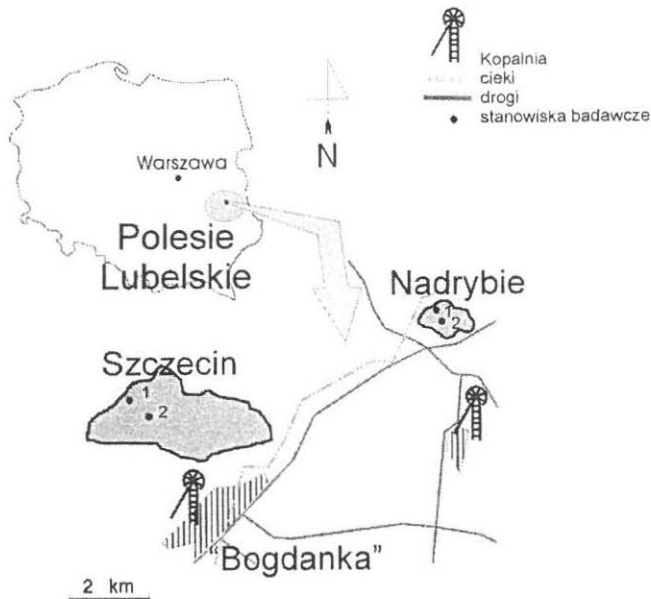 Kopalnia
cieki
drogi
stanowiska badawcze
N
Warszawa
Polesie
Lubelskie
Nadrybie
1
2
Szczecin
1
2
"Bogdanka"
2 km